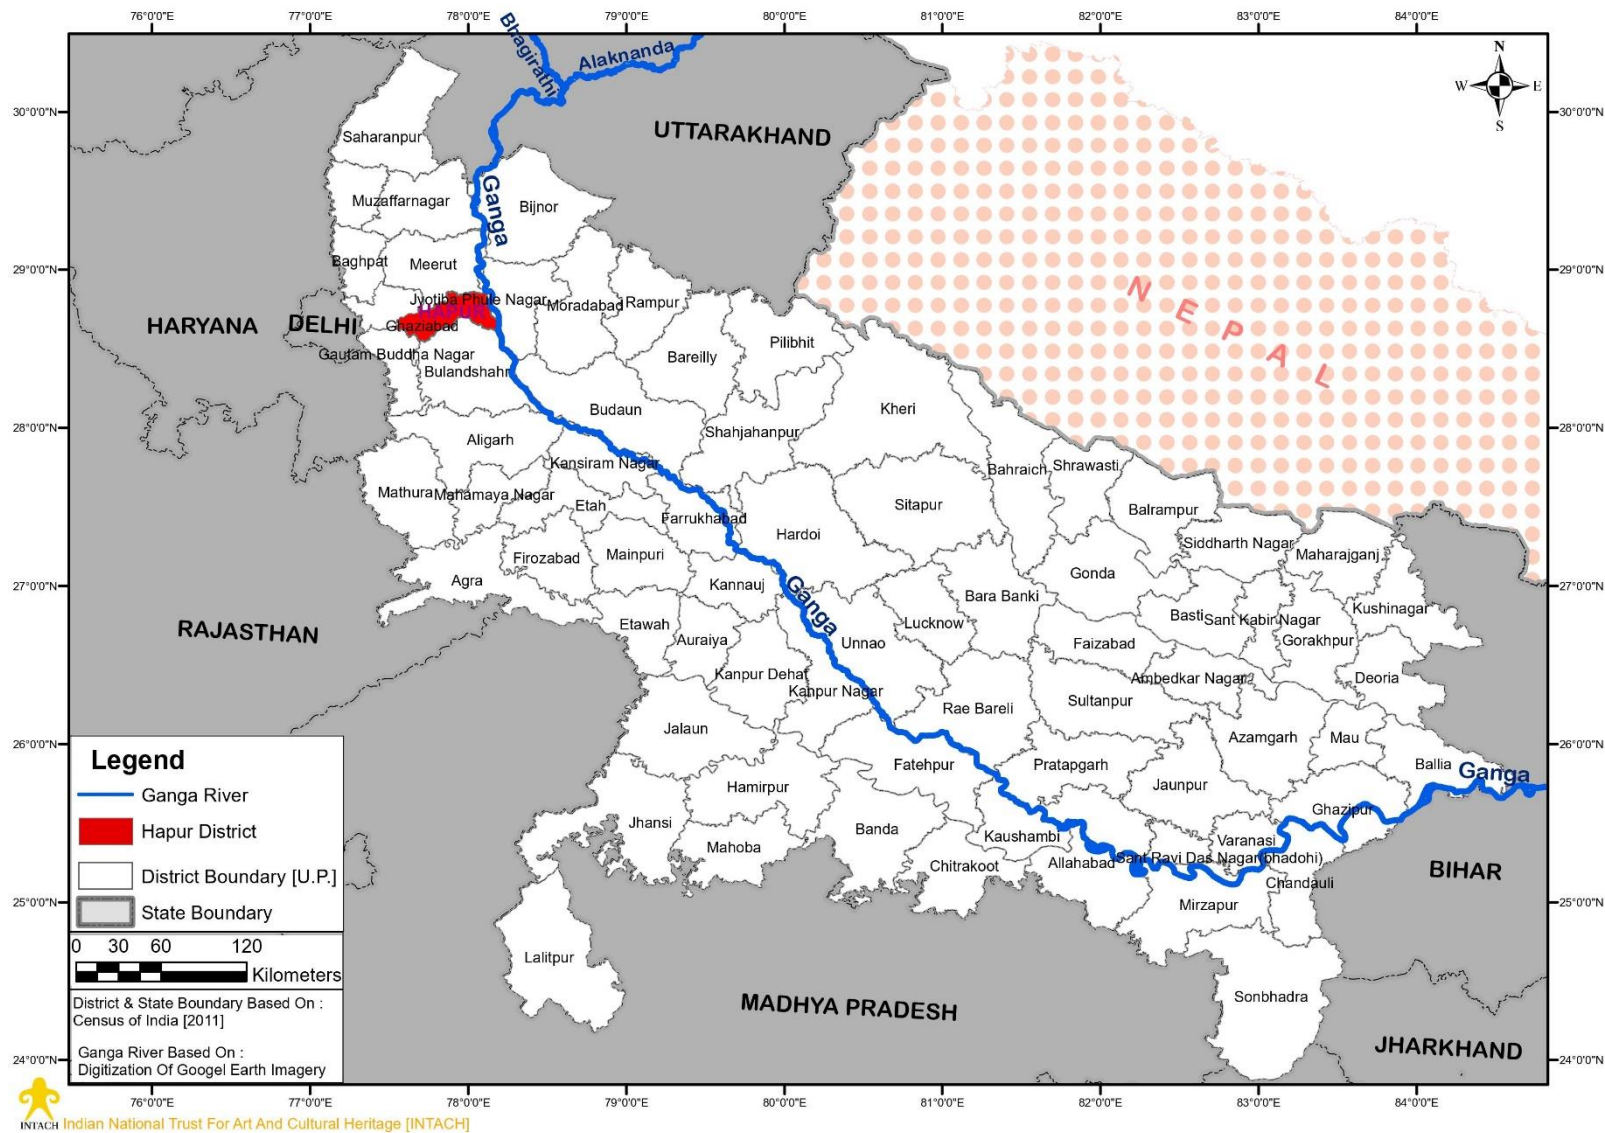 76°0'0"E 77°0'0"E 78°0'0"E 79°0'0"E 80°0'0"E 81°0'0"E 82°0'0"E 83°0'0"E 84°0'0"E
Bhagirathi
Alaknanda
N
W E
S
30°0'0"N 30°0'0"N
UTTARAKHAND
Saharanpur
Ganga
Muzaffarnagar
Bijnor
Baghpat
Meerut
29°0'0"N 29°0'0"N
NEPAL
Jyotiba Phule Nagar
Moradabad
Rampur
HAPUR
HARYANA
DELHI
Ghaziabad
Gautam Buddha Nagar
Bulandshahr
Bareilly
Pilibhit
Budaun
Kheri
28°0'0"N 28°0'0"N
Aligarh
Shahjahanpur
Kansiram Nagar
Bahraich
Shrawasti
Mathura
Mahamaya Nagar
Etah
Farrukhabad
Sitapur
Balrampur
Hardoi
Siddharth Nagar
Maharajganj
Firozabad
Mainpuri
Agra
Kannauj
Ganga
Gonda
27°0'0"N 27°0'0"N
Bara Banki
Kushinagar
RAJASTHAN
Etawah
Auraiya
Unnao
Lucknow
Faizabad
Basti
Sant Kabir Nagar
Gorakhpur
Kanpur Dehat
Kanpur Nagar
Ambedkar Nagar
Deoria
Rae Bareli
Sultanpur
Jalaun
Azamgarh
Mau
26°0'0"N 26°0'0"N
Fatehpur
Pratapgarh
Ballia
Ganga
Jaunpur
Hamirpur
Ghazipur
Jhansi
Banda
Kaushambi
Varanasi
Mahoba
Chitrakoot
Allahabad
Sant Ravi Das Nagar(bhadohi)
BIHAR
Chandauli
Mirzapur
25°0'0"N 25°0'0"N
Lalitpur
Sonbhadra
MADHYA PRADESH
JHARKHAND
24°0'0"N 24°0'0"N
Legend
Ganga River
Hapur District
District Boundary [U.P.]
State Boundary
0 30 60 120
Kilometers
District & State Boundary Based On :
Census of India [2011]
Ganga River Based On :
Digitization Of Googel Earth Imagery
76°0'0"E 77°0'0"E 78°0'0"E 79°0'0"E 80°0'0"E 81°0'0"E 82°0'0"E 83°0'0"E 84°0'0"E
INTACH Indian National Trust For Art And Cultural Heritage [INTACH]